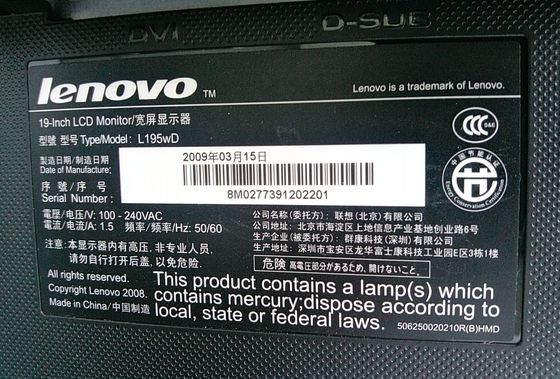 DVI D-SUB
lenovo TM
Lenovo is a trademark of Lenovo.
19-Inch LCD Monitor/宽屏显示器
型號 型号 Type/Model: L195wD
製造日期/制造日期
Date of Manufacture:
2009年03月15日
序號/序号
Serial Number:
8M0277391202201
電壓/电压/V: 100 - 240VAC
電流/电流/A: 1.5 頻率/频率/Hz: 50/60
注意:本显示器内有高压,非专业人员
请勿自行打开后盖,以免危险.
公司名称(委托方):联想(北京)有限公司
公司地址:北京市海淀区上地信息产业基地创业路6号
生产企业(被委托方):群康科技(深圳)有限公司
生产地址:深圳市宝安区龙华富士康科技工业园E区3栋1楼
危険 高電圧部分があるため、開けないこと。
CCC S&E
中国节能认证
All rights reserved.
Copyright Lenovo 2008.
Made in China/中国制造
This product contains a lamp(s) which
contains mercury;dispose according to
local, state or federal laws.
506250020210R(B)HMD